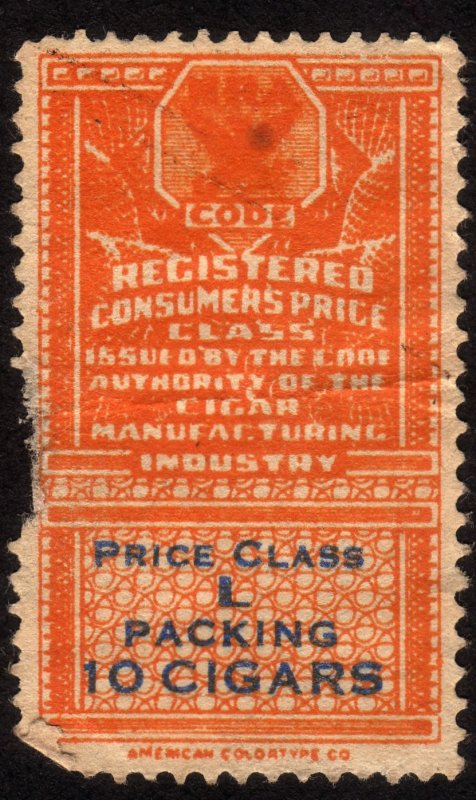 CODE
REGISTERED
CONSUMERS PRICE
CLASS
ISSUED BY THE CODE
AUTHORITY OF THE
CIGAR
MANUFACTURING
INDUSTRY
PRICE CLASS
L
PACKING
10 CIGARS
AMERICAN COLORTYPE CO